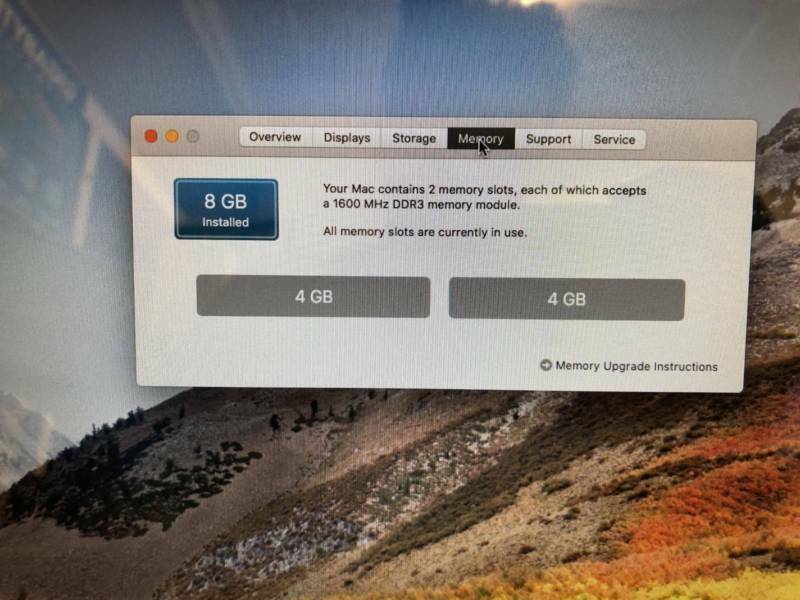 Overview Displays Storage Memory Support Service
8 GB
Installed
Your Mac contains 2 memory slots, each of which accepts
a 1600 MHz DDR3 memory module.
All memory slots are currently in use.
4 GB 4 GB
Memory Upgrade Instructions